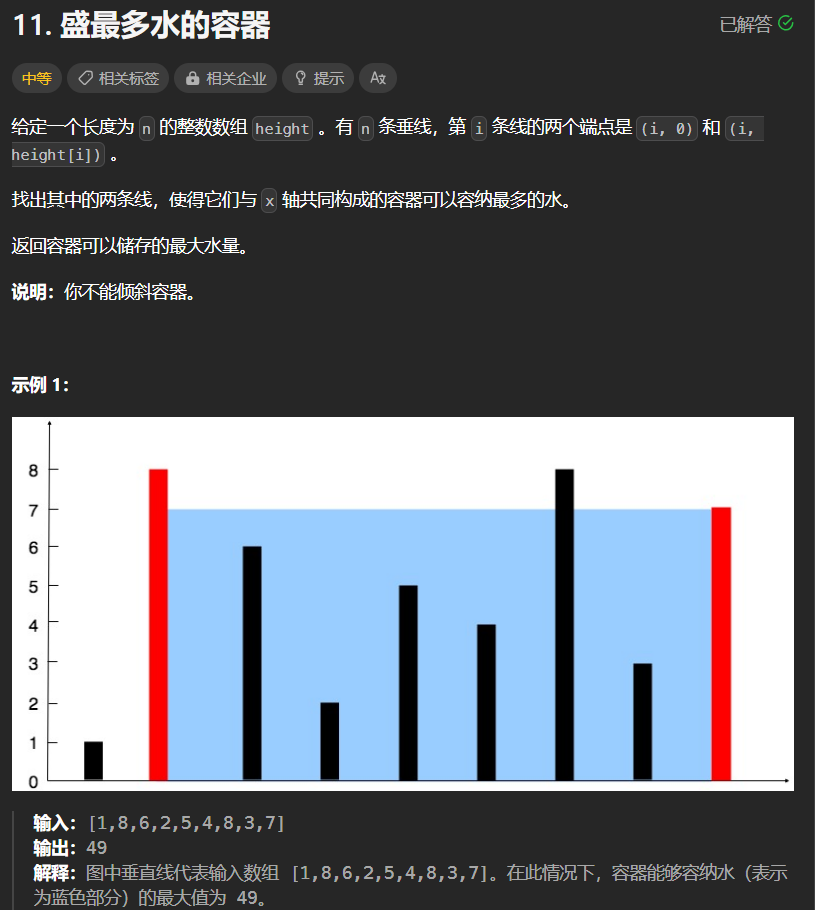 11. 盛最多水的容器
已解答
中等 相关标签 相关企业 提示
给定一个长度为 n 的整数数组 height 。有 n 条垂线，第 i 条线的两个端点是 (i, 0) 和 (i,
height[i]) 。
找出其中的两条线，使得它们与 x 轴共同构成的容器可以容纳最多的水。
返回容器可以储存的最大水量。
说明：你不能倾斜容器。
示例 1：
8
7
6
5
4
3
2
1
0
输入：[1,8,6,2,5,4,8,3,7]
输出：49
解释：图中垂直线代表输入数组 [1,8,6,2,5,4,8,3,7]。在此情况下，容器能够容纳水（表示
为蓝色部分）的最大值为 49。